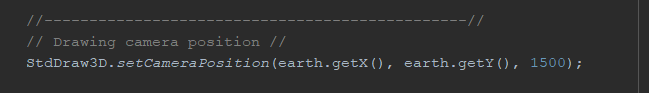 //-----------------------------------------------//
// Drawing camera position //
StdDraw3D.setCameraPosition(earth.getX(), earth.getY(), 1500);